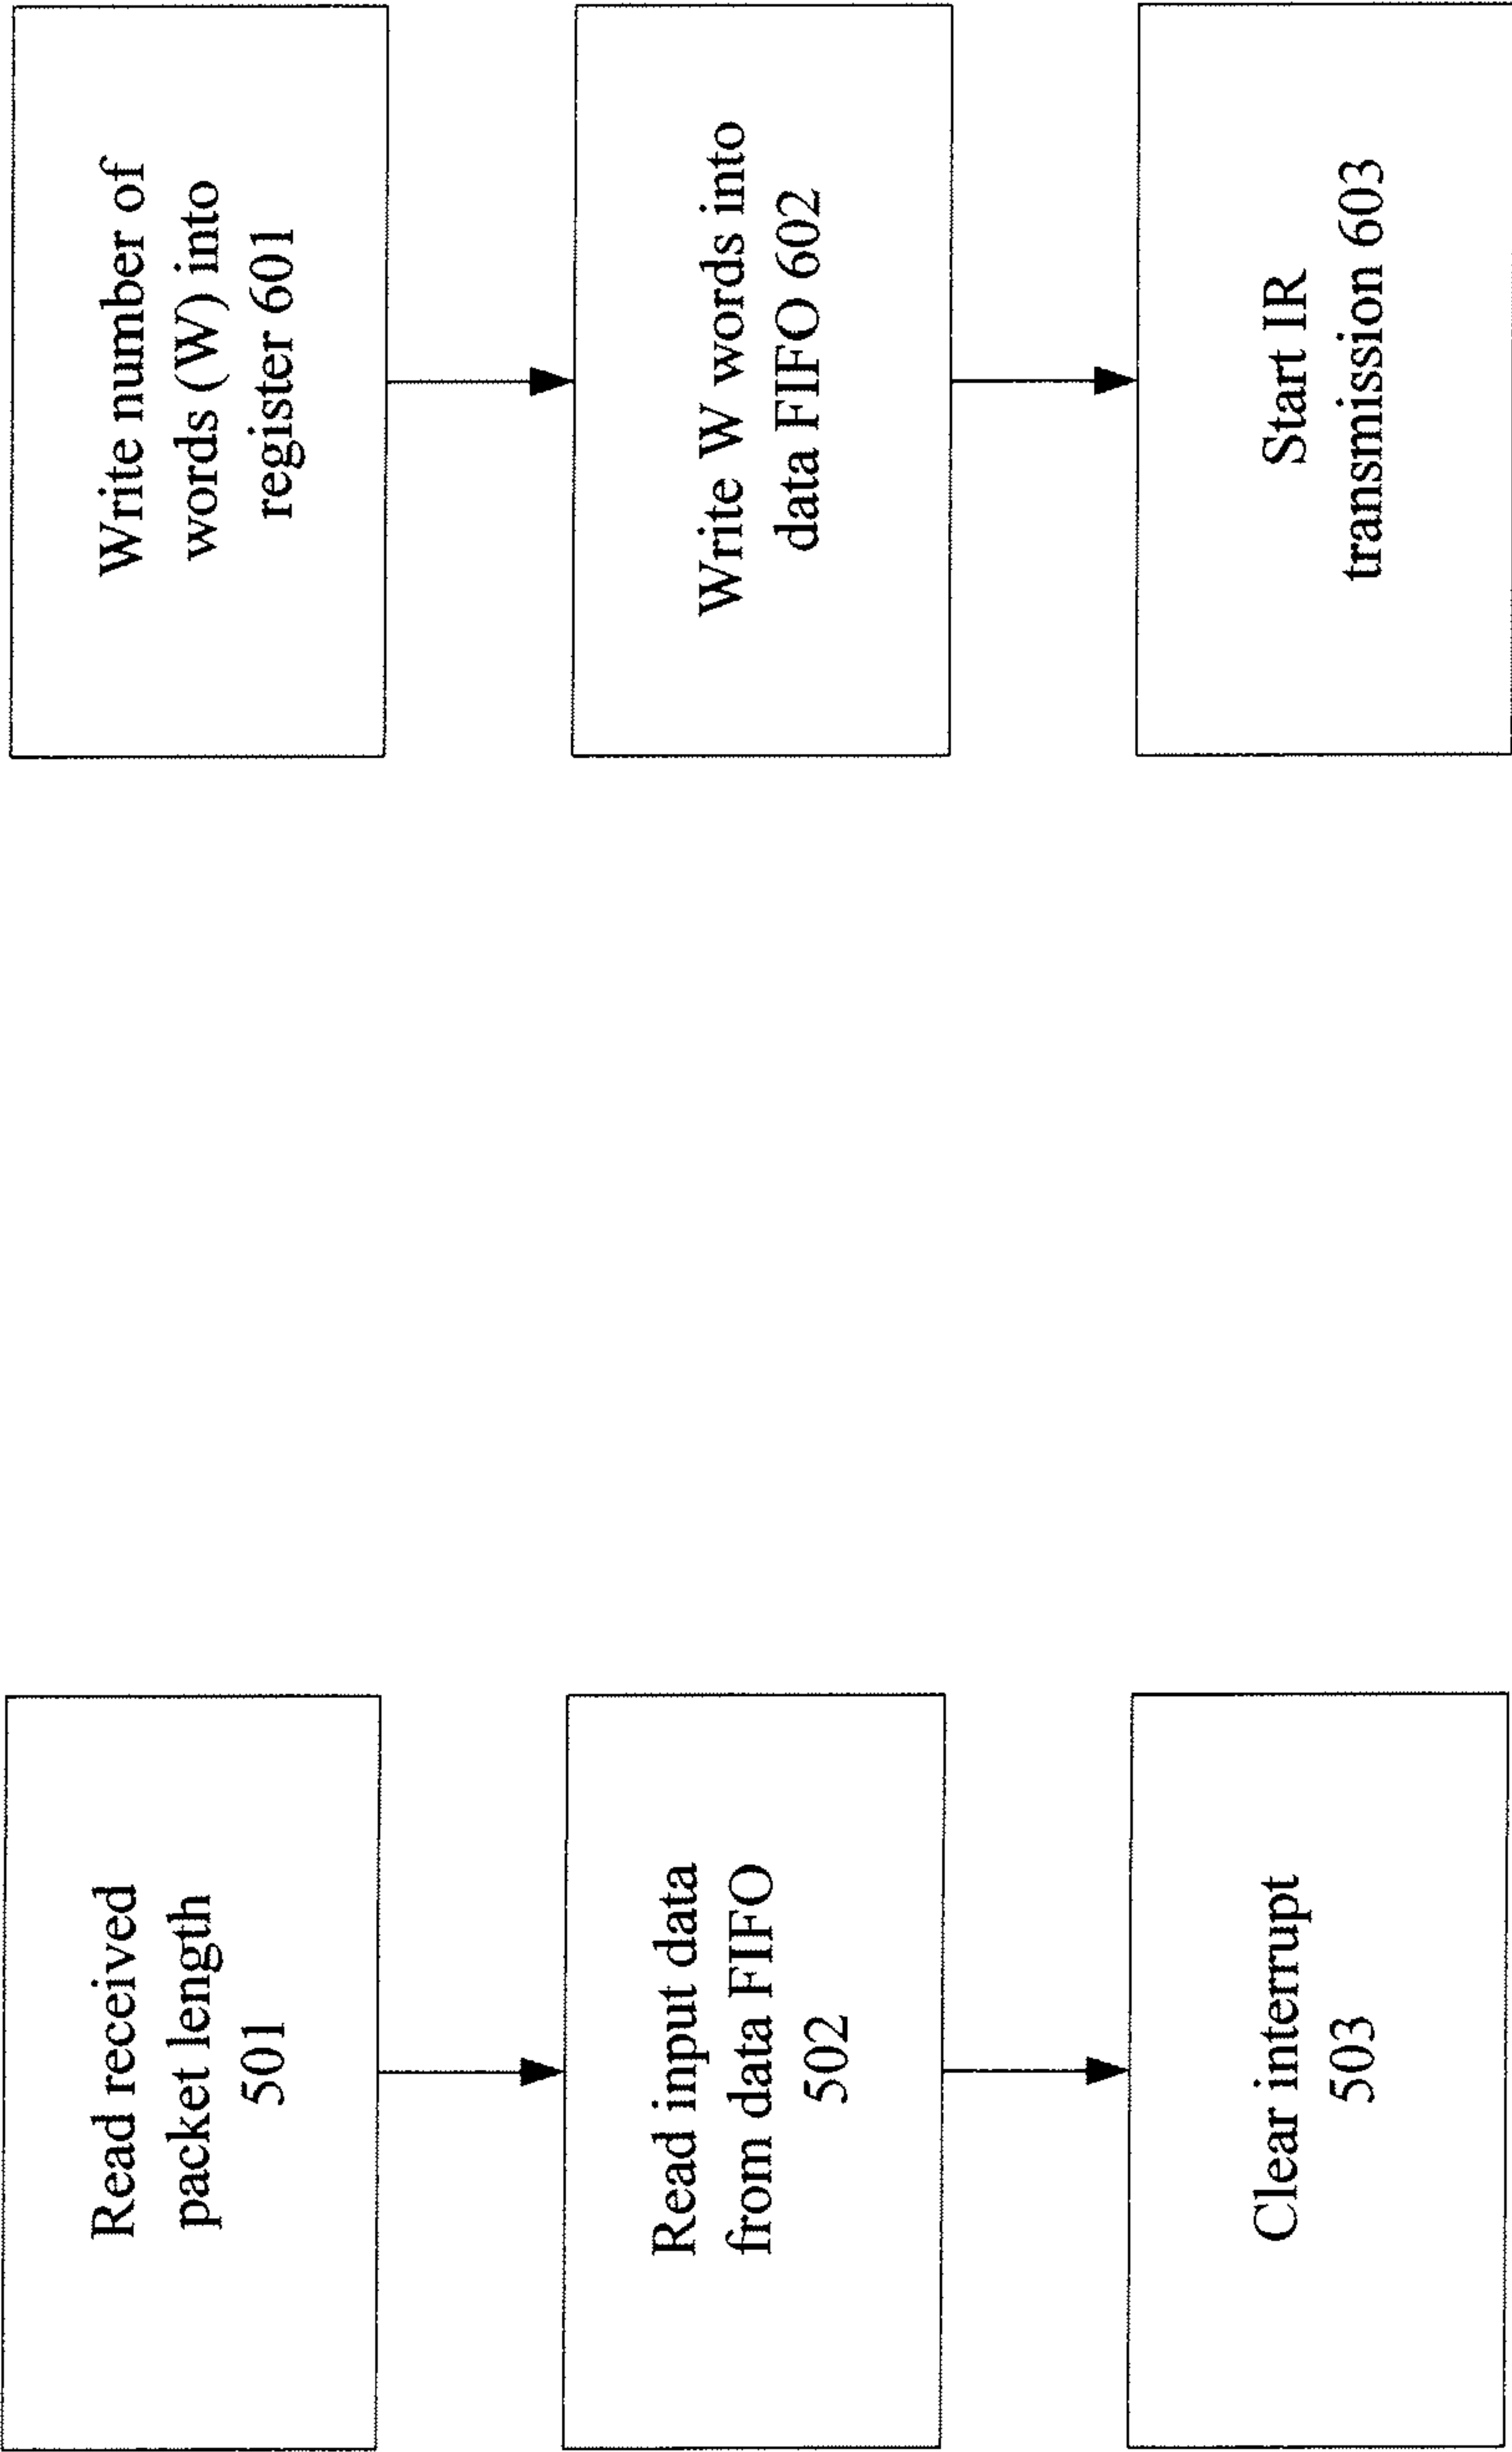 Read received
packet length
501
Read input data
from data FIFO
502
Clear interrupt
503
Write number of
words (W) into
register 601
Write W words into
data FIFO 602
Start IR
transmission 603